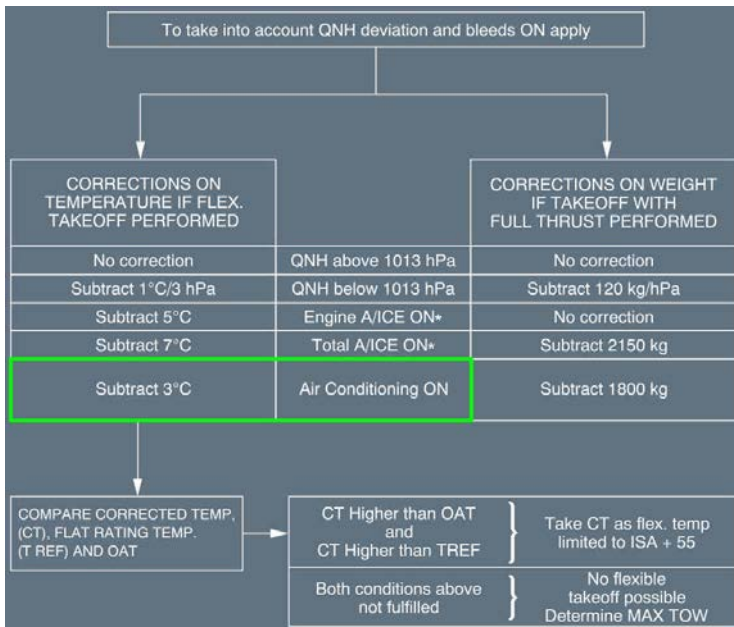 To take into account QNH deviation and bleeds ON apply
CORRECTIONS ON
TEMPERATURE IF FLEX.
TAKEOFF PERFORMED
CORRECTIONS ON WEIGHT
IF TAKEOFF WITH
FULL THRUST PERFORMED
No correction
QNH above 1013 hPa
No correction
Subtract 1°C/3 hPa
QNH below 1013 hPa
Subtract 120 kg/hPa
Subtract 5°C
Engine A/ICE ON*
No correction
Subtract 7°C
Total A/ICE ON*
Subtract 2150 kg
Subtract 3°C
Air Conditioning ON
Subtract 1800 kg
COMPARE CORRECTED TEMP,
(CT), FLAT RATING TEMP.
(T REF) AND OAT
CT Higher than OAT
and
CT Higher than TREF
Take CT as flex. temp
limited to ISA + 55
Both conditions above
not fulfilled
No flexible
takeoff possible
Determine MAX TOW